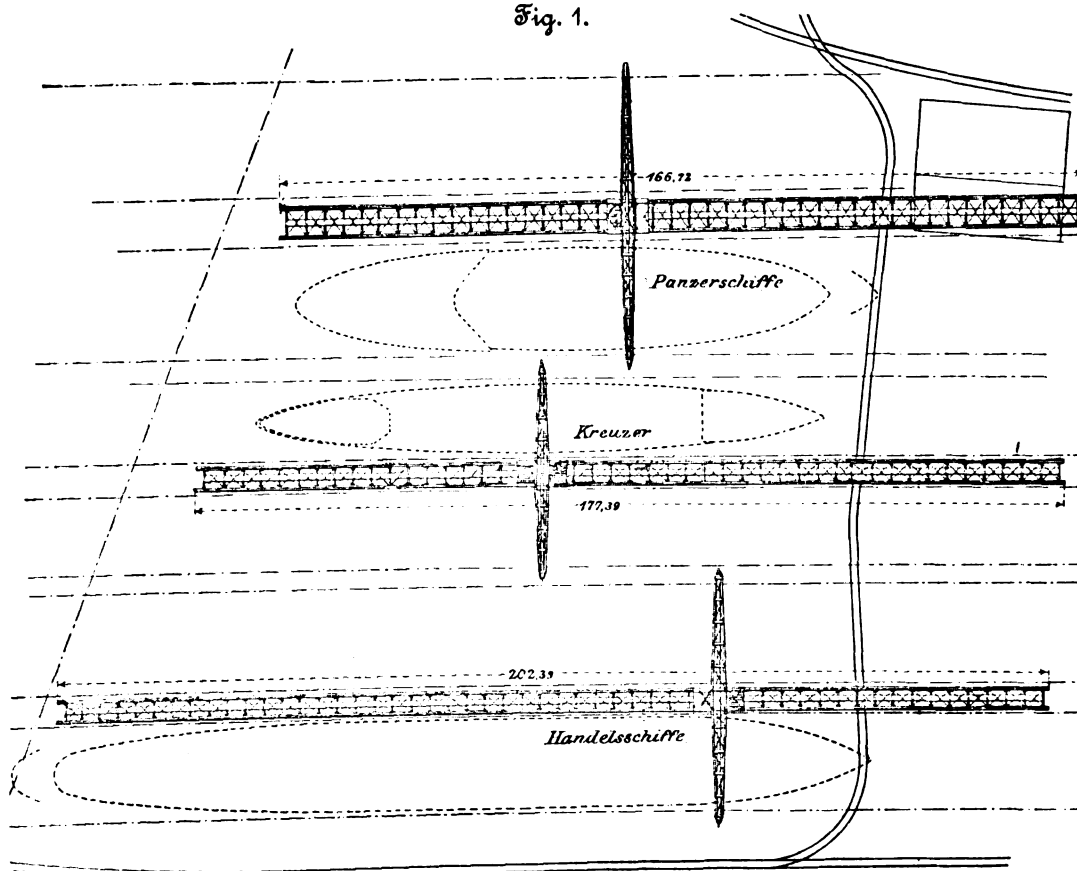 Fig. 1.
166,72
Panzerschiffe
Kreuzer
177,39
202,39
Handelsschiffe